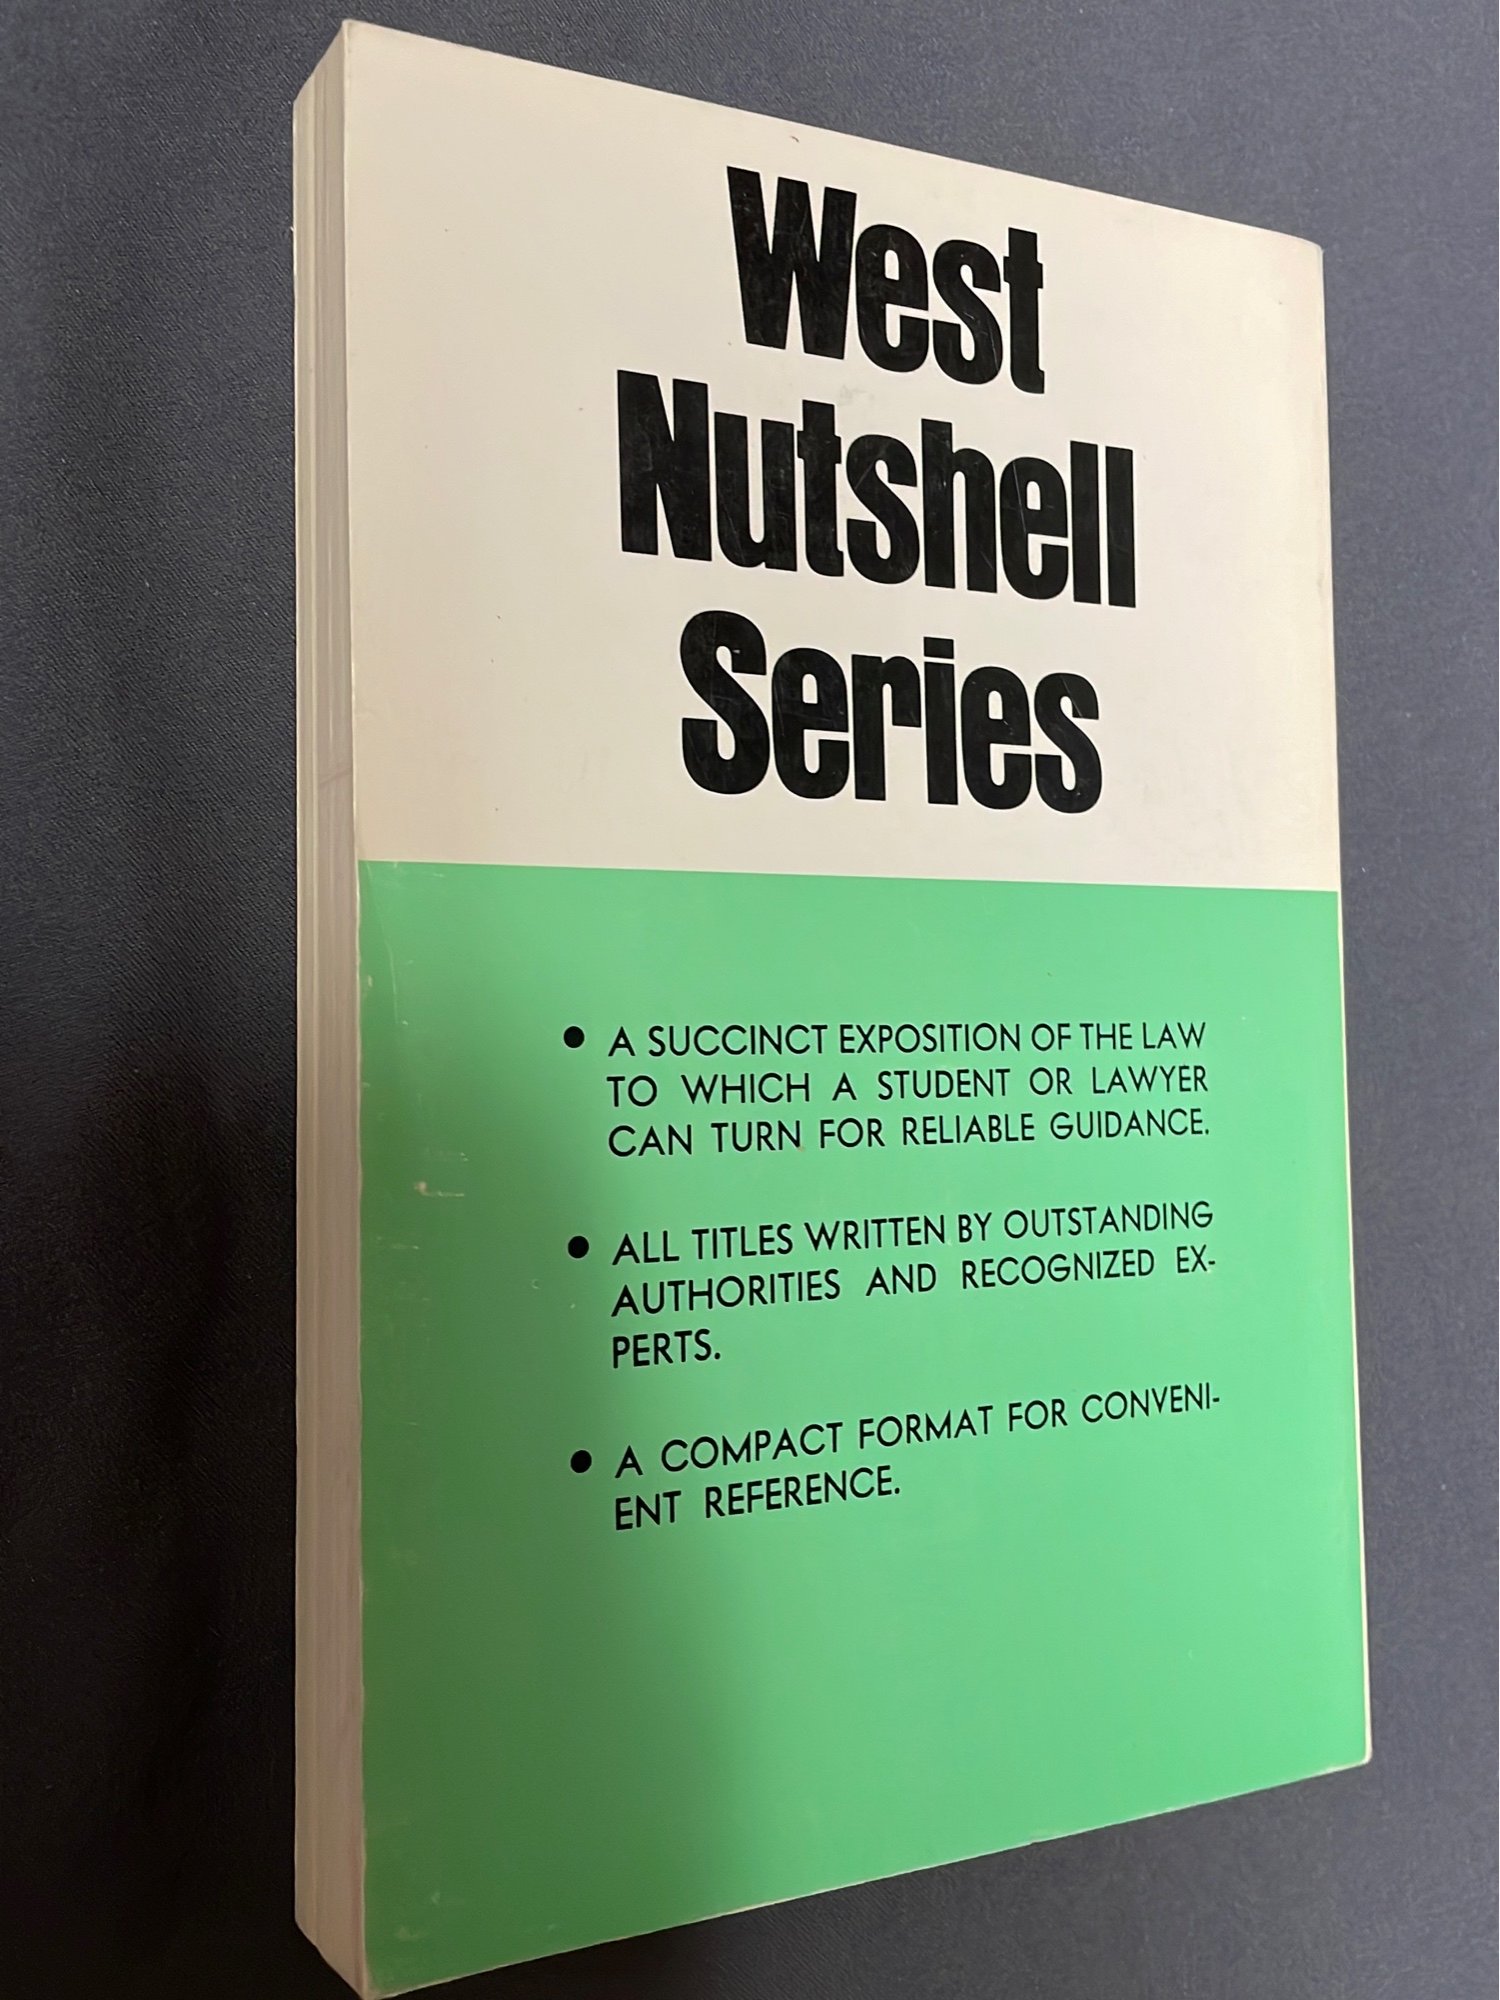 West
Nutshell
Series
● A SUCCINCT EXPOSITION OF THE LAW
TO WHICH A STUDENT OR LAWYER
CAN TURN FOR RELIABLE GUIDANCE.
● ALL TITLES WRITTEN BY OUTSTANDING
AUTHORITIES AND RECOGNIZED EX-
PERTS.
● A COMPACT FORMAT FOR CONVENI-
ENT REFERENCE.